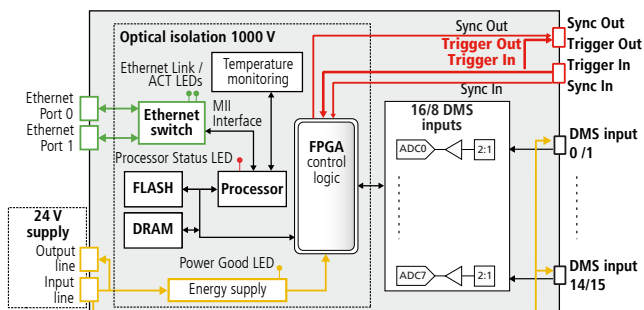 Optical isolation 1000 V
Sync Out
Sync Out
Trigger Out
Trigger Out
Trigger In
Trigger In
Sync In
Sync In
Ethernet Link /
ACT LEDs
Temperature
monitoring
Ethernet
Port 0
Ethernet
Port 1
Ethernet
switch
MII
Interface
16/8 DMS
inputs
FPGA
control
logic
ADC0
2:1
DMS input
0 /1
Processor Status LED
FLASH
Processor
DRAM
24 V
supply
Output
line
Input
line
Power Good LED
Energy supply
ADC7
2:1
DMS input
14/15